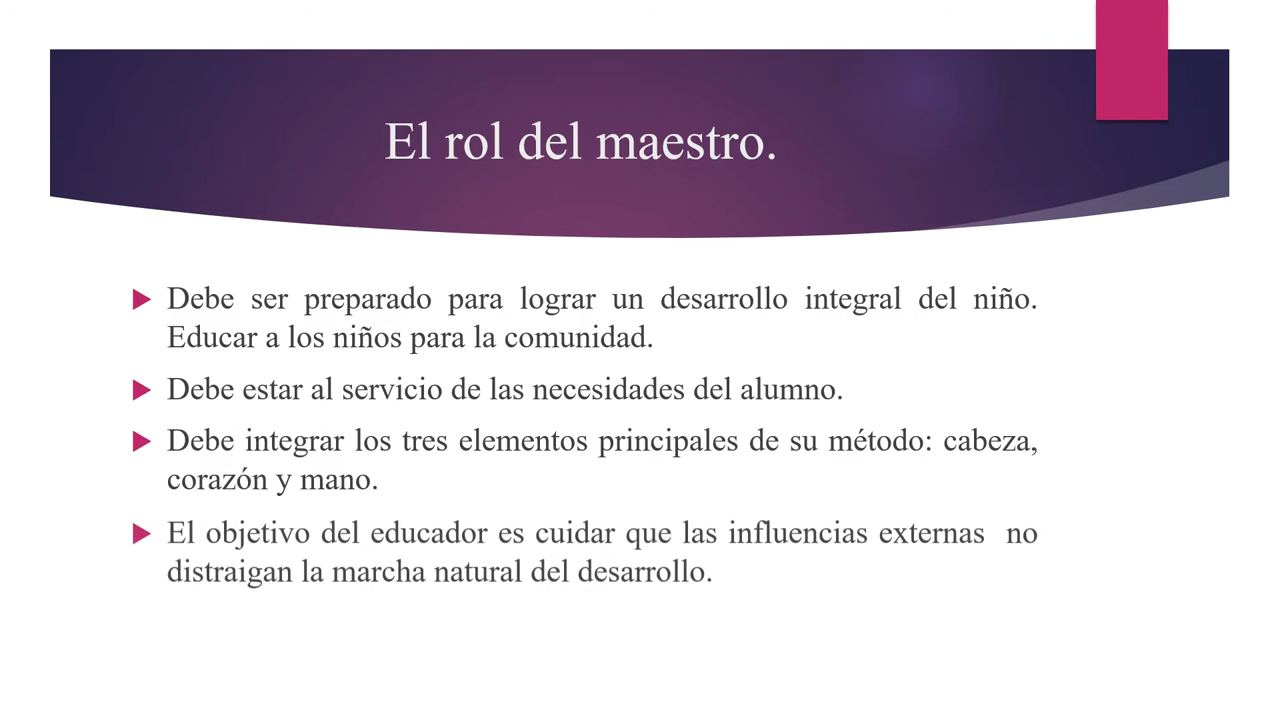 El rol del maestro.
Debe ser preparado para lograr un desarrollo integral del niño.
Educar a los niños para la comunidad.
Debe estar al servicio de las necesidades del alumno.
Debe integrar los tres elementos principales de su método: cabeza,
corazón y mano.
El objetivo del educador es cuidar que las influencias externas  no
distraigan la marcha natural del desarrollo.